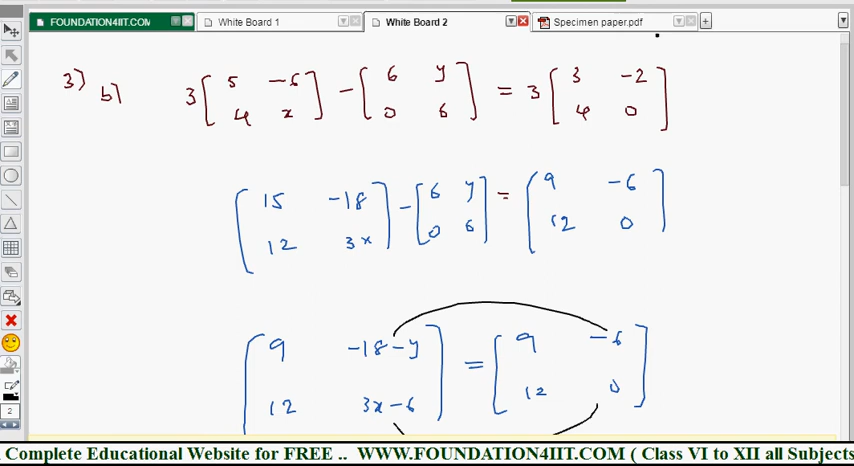 FOUNDATION4IIT.COM White Board 1 White Board 2 Specimen paper.pdf
3) b) 3 [ 5 -6 ] - [ 6 y ] = 3 [ 3 -2 ]
[ 4 x ] [ 0 6 ] [ 4 0 ]
[ 15 -18 ] - [ 6 y ] = [ 9 -6 ]
[ 12 3x ] [ 0 6 ] [ 12 0 ]
[ 9 -18-y ] = [ 9 -6 ]
[ 12 3x-6 ] [ 12 0 ]
2
Complete Educational Website for FREE .. WWW.FOUNDATION4IIT.COM ( Class VI to XII all Subjects